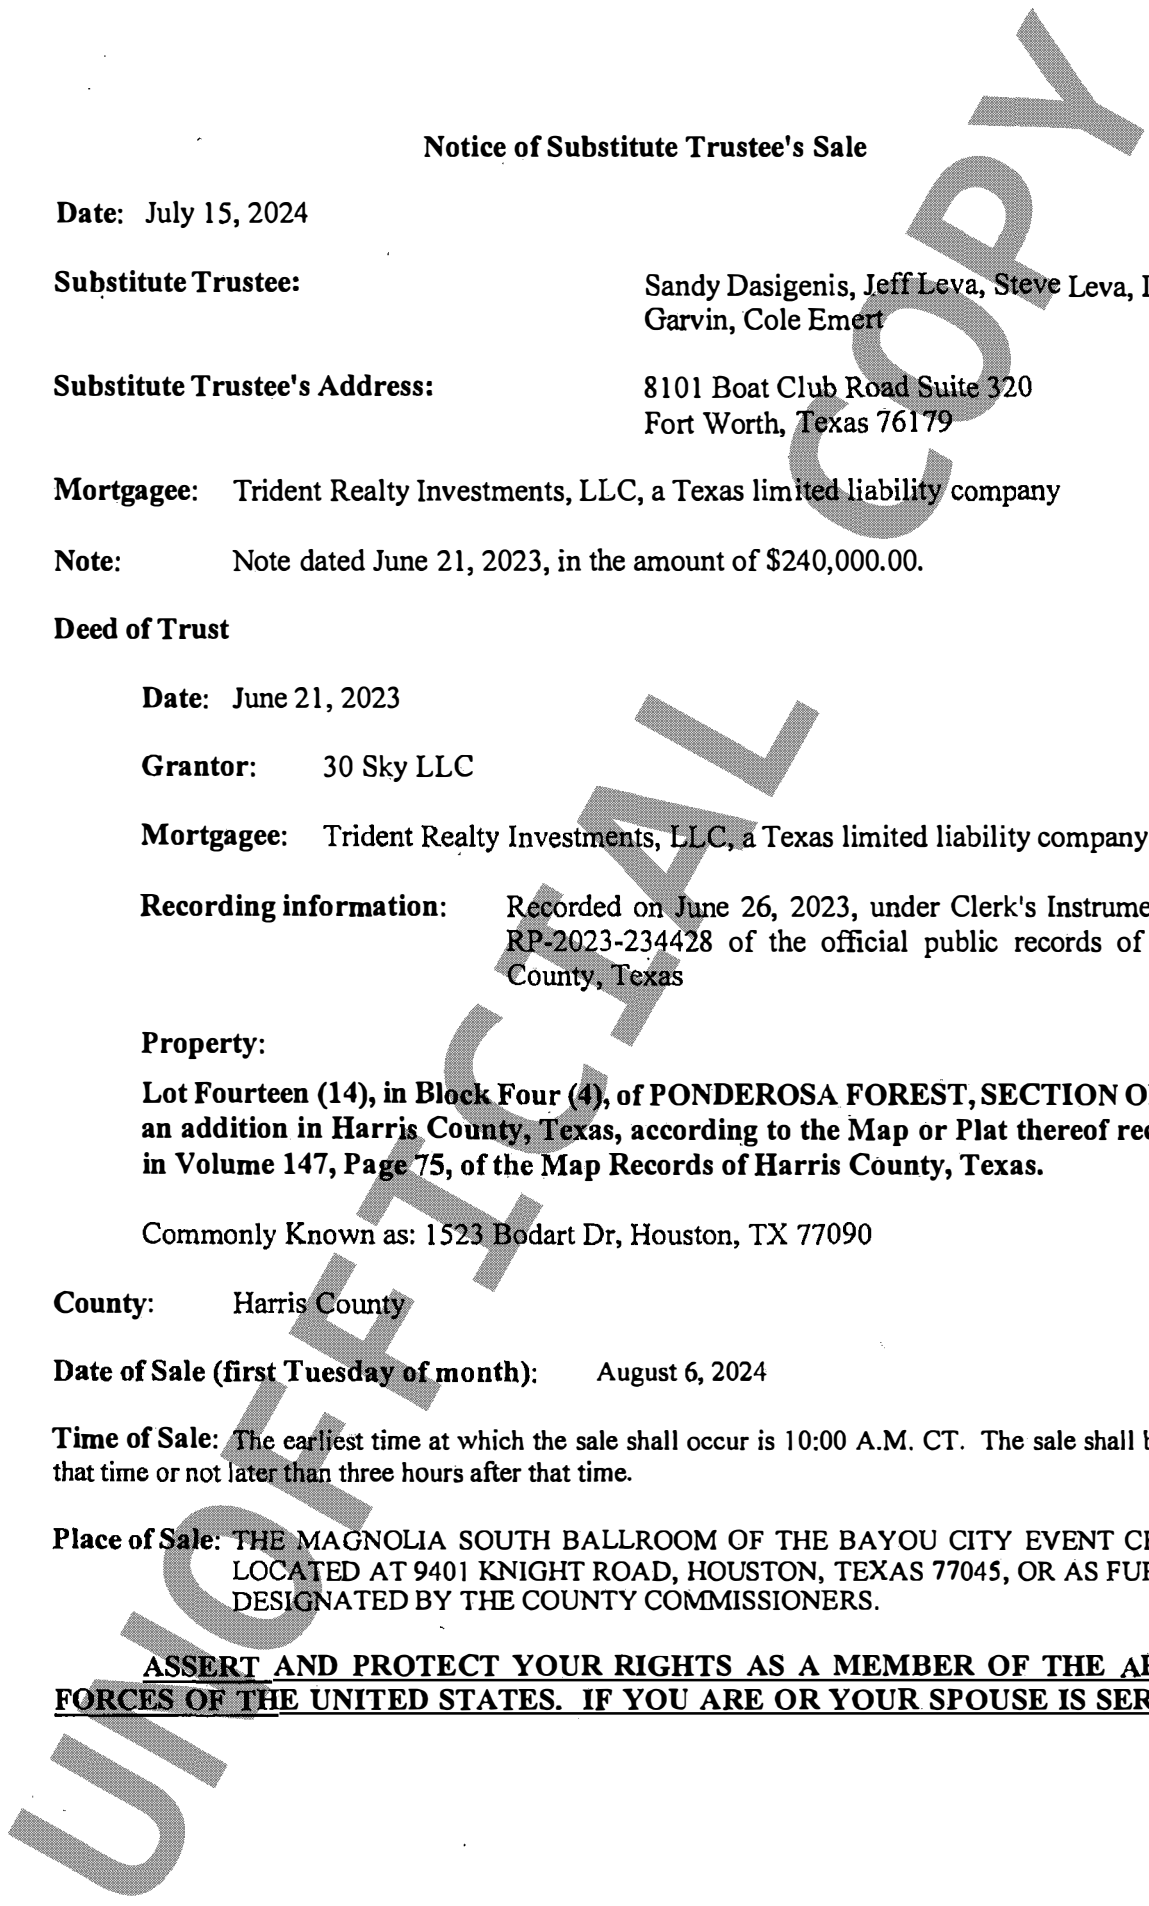 Notice of Substitute Trustee's Sale
Date: July 15, 2024
Substitute Trustee: Sandy Dasigenis, Jeff Leva, Steve Leva,
Garvin, Cole Emert
Substitute Trustee's Address: 8101 Boat Club Road Suite 320
Fort Worth, Texas 76179
Mortgagee: Trident Realty Investments, LLC, a Texas limited liability company
Note: Note dated June 21, 2023, in the amount of $240,000.00.
Deed of Trust
Date: June 21, 2023
Grantor: 30 Sky LLC
Mortgagee: Trident Realty Investments, LLC, a Texas limited liability company
Recording information: Recorded on June 26, 2023, under Clerk's
RP-2023-234428 of the official public records of
County, Texas
Property:
Lot Fourteen (14), in Block Four (4), of PONDEROSA FOREST, SECTION
an addition in Harris County, Texas, according to the Map or Plat thereof
in Volume 147, Page 75, of the Map Records of Harris County, Texas.
Commonly Known as: 1523 Bodart Dr, Houston, TX 77090
County: Harris County
Date of Sale (first Tuesday of month): August 6, 2024
Time of Sale: The earliest time at which the sale shall occur is 10:00 A.M. CT. The sale shall
that time or not later than three hours after that time.
Place of Sale: THE MAGNOLIA SOUTH BALLROOM OF THE BAYOU CITY EVENT
LOCATED AT 9401 KNIGHT ROAD, HOUSTON, TEXAS 77045, OR AS
DESIGNATED BY THE COUNTY COMMISSIONERS.
ASSERT AND PROTECT YOUR RIGHTS AS A MEMBER OF THE
FORCES OF THE UNITED STATES. IF YOU ARE OR YOUR SPOUSE IS
UNOFFICIAL COPY